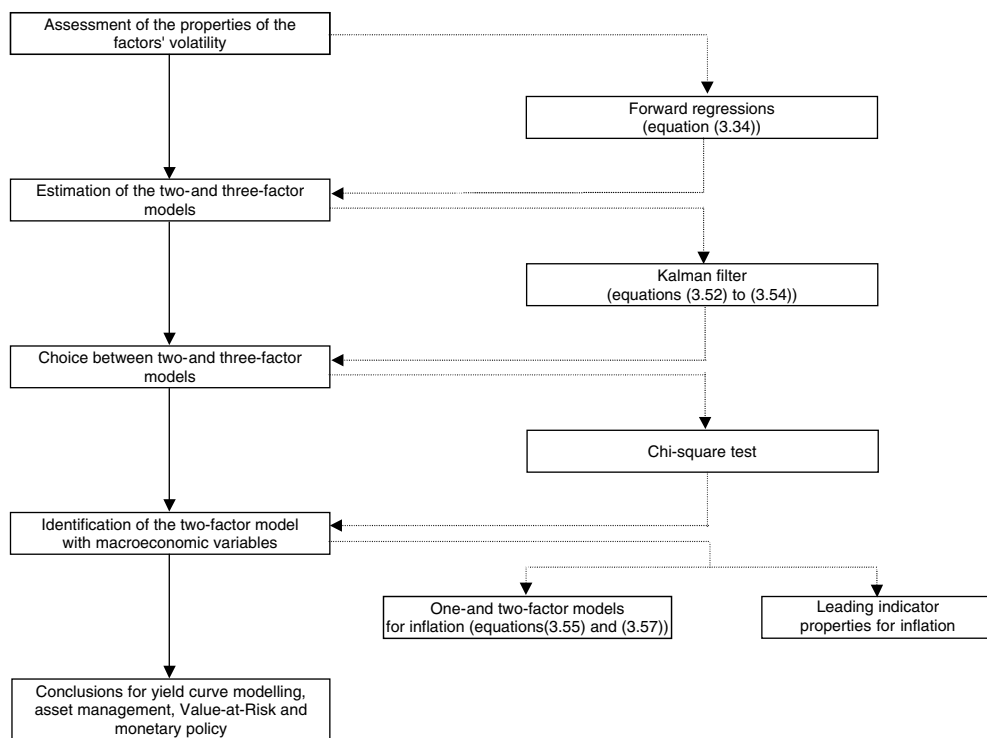 Assessment of the properties of the
factors' volatility
Forward regressions
(equation (3.34))
Estimation of the two-and three-factor
models
Kalman filter
(equations (3.52) to (3.54))
Choice between two-and three-factor
models
Chi-square test
Identification of the two-factor model
with macroeconomic variables
One-and two-factor models
for inflation (equations(3.55) and (3.57))
Leading indicator
properties for inflation
Conclusions for yield curve modelling,
asset management, Value-at-Risk and
monetary policy